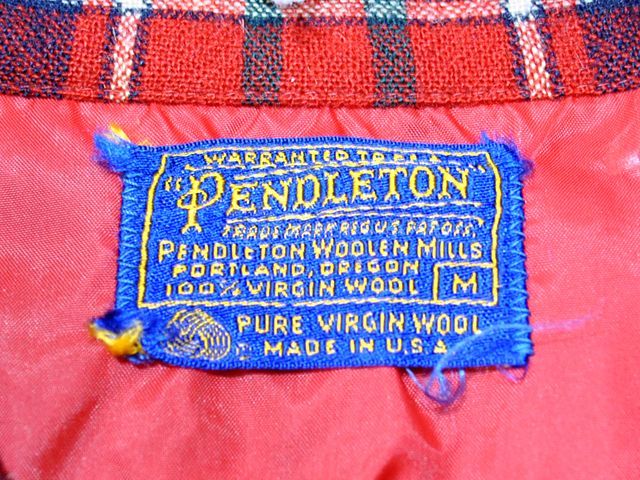 WARRANTED TO BE A
"PENDLETON"
TRADE MARK REG U.S. PAT. OFF.
PENDLETON WOOLEN MILLS
PORTLAND, OREGON
100% VIRGIN WOOL M
PURE VIRGIN WOOL
MADE IN U.S.A